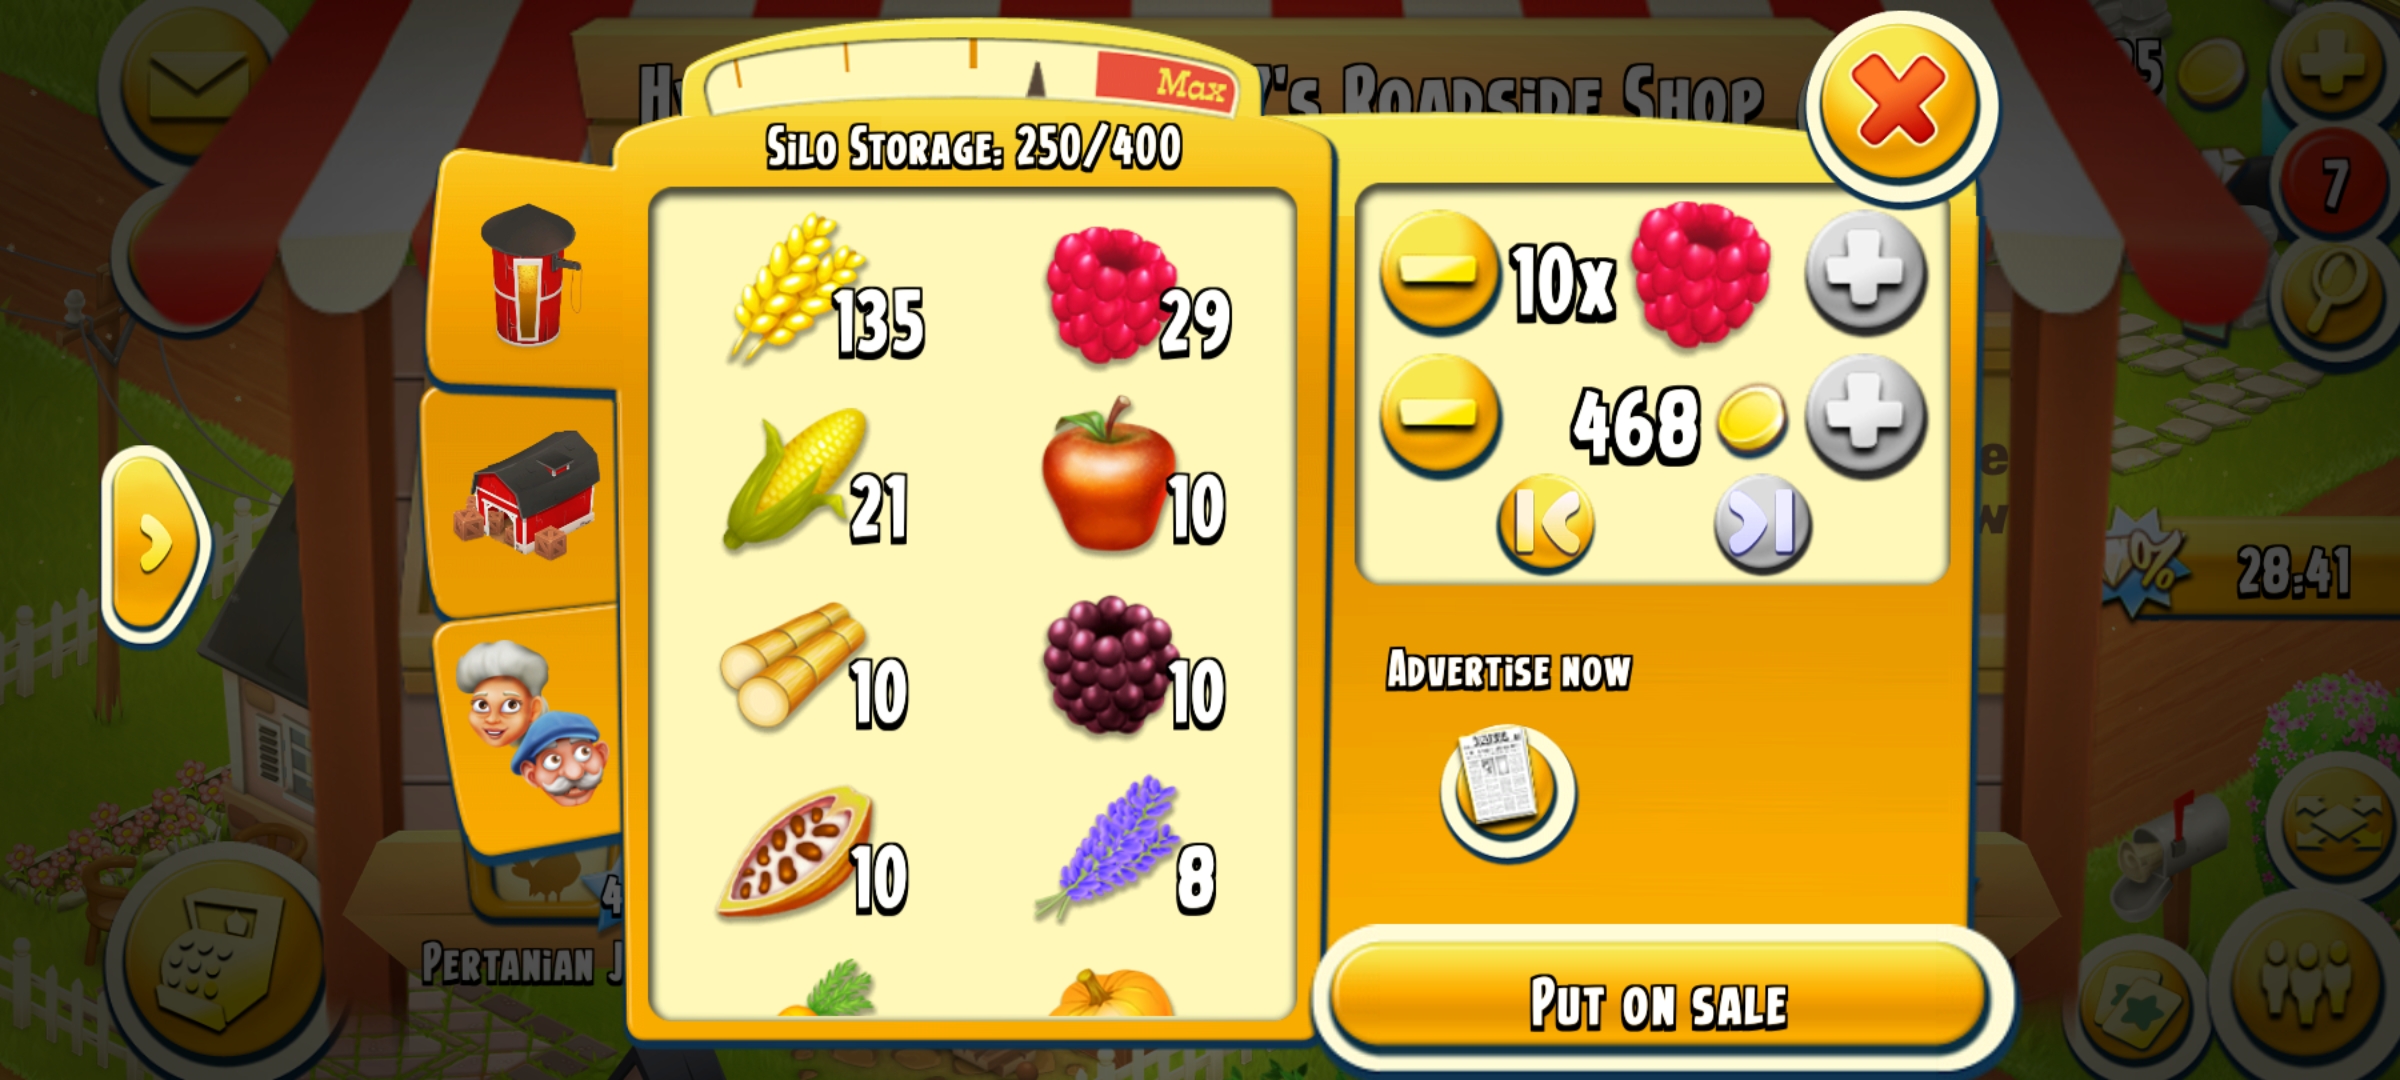 Max
'S ROADSIDE SHOP
SILO STORAGE: 250/400
135
29
10x
7
21
10
468
10
10
28:41
10
8
ADVERTISE NOW
PERTANIAN J
PUT ON SALE